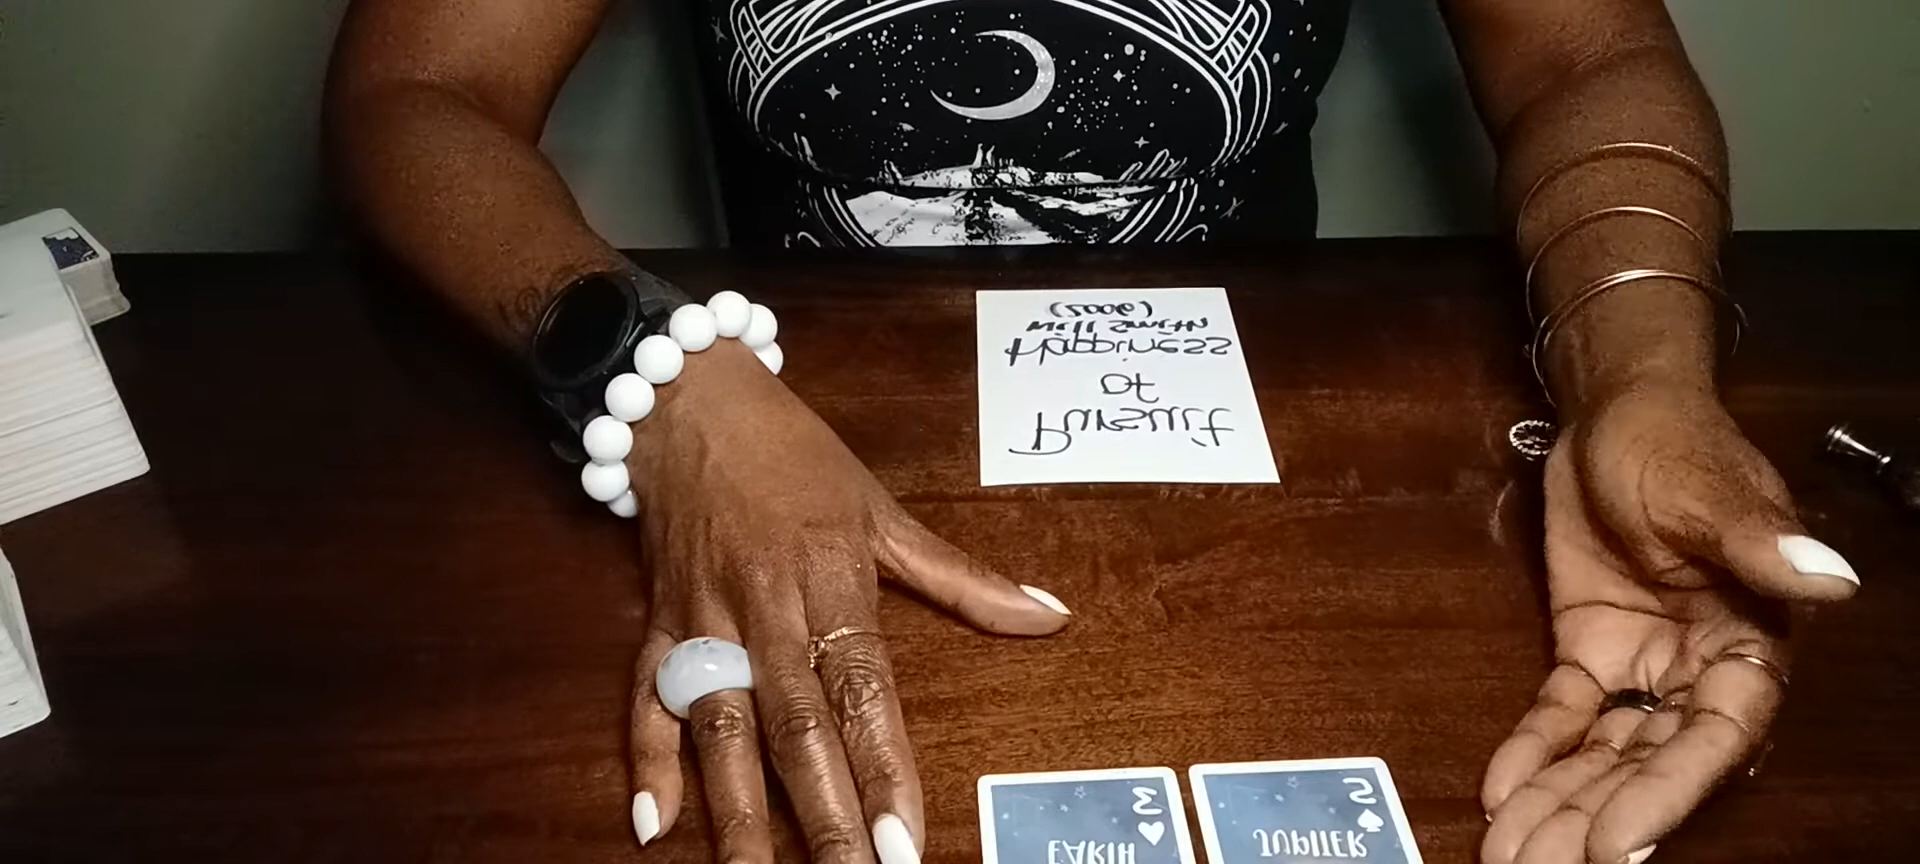 Pursuit
of
Happiness
Will Smith
(2006)
EARTH
3
JUPITER
5